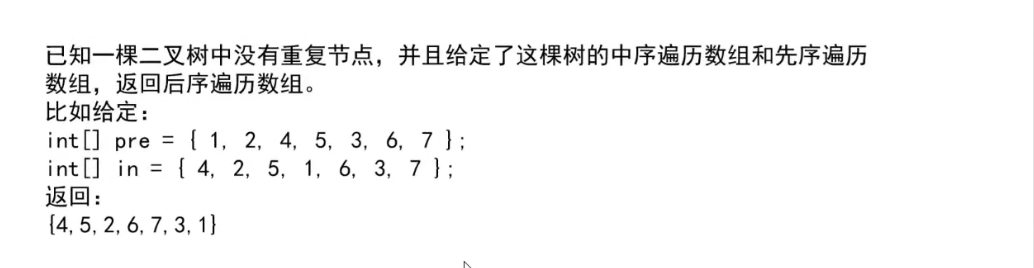 已知一棵二叉树中没有重复节点，并且给定了这棵树的中序遍历数组和先序遍历
数组，返回后序遍历数组。
比如给定：
int[] pre = { 1, 2, 4, 5, 3, 6, 7 };
int[] in = { 4, 2, 5, 1, 6, 3, 7 };
返回：
{4,5,2,6,7,3,1}